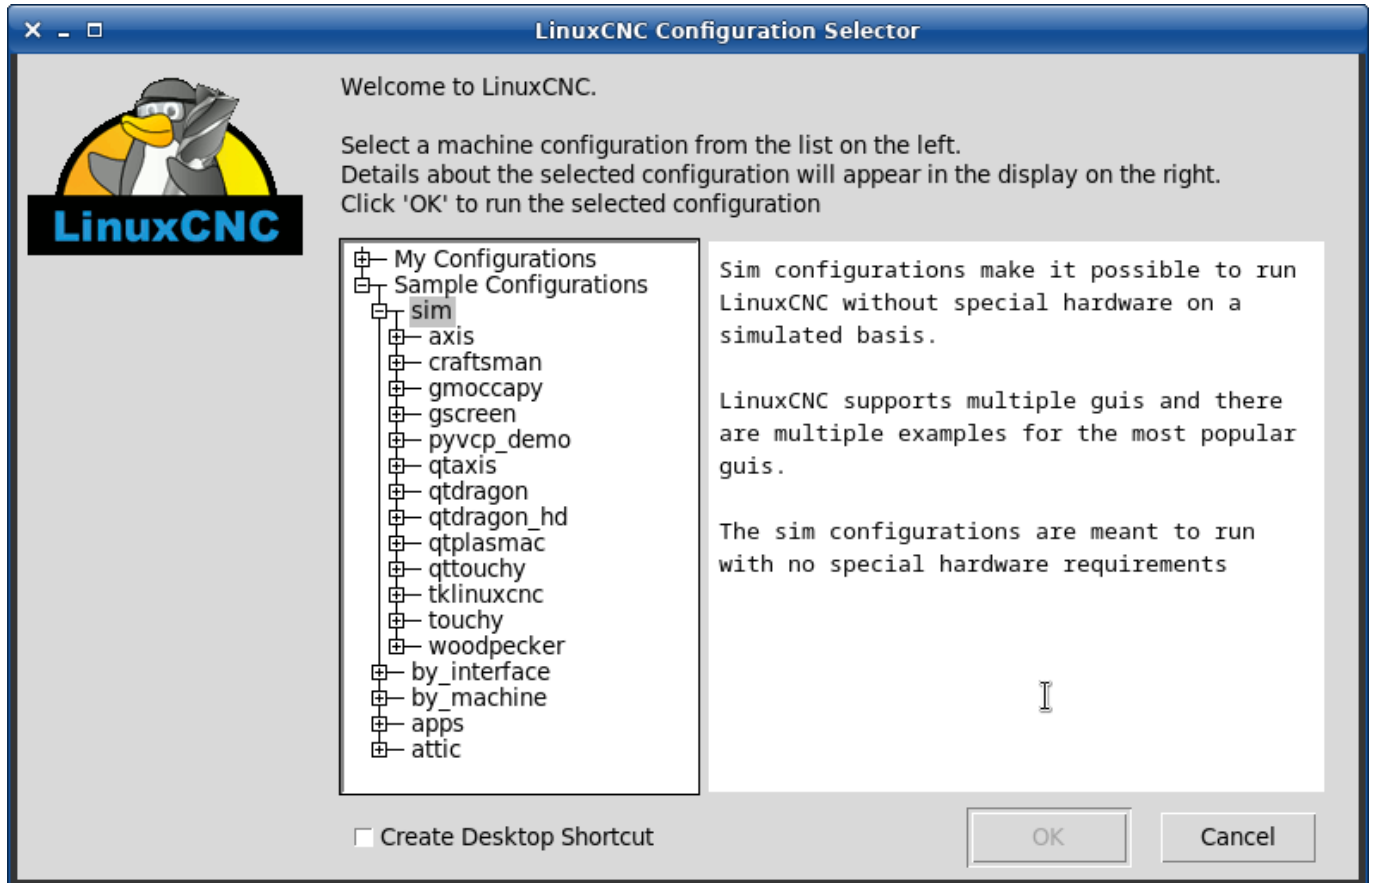 LinuxCNC Configuration Selector
LinuxCNC
Welcome to LinuxCNC.
Select a machine configuration from the list on the left.
Details about the selected configuration will appear in the display on the right.
Click 'OK' to run the selected configuration
My Configurations
Sample Configurations
sim
axis
craftsman
gmoccapy
gscreen
pyvcp_demo
qtaxis
qtdragon
qtdragon_hd
qtplasmac
qttouchy
tklinuxcnc
touchy
woodpecker
by_interface
by_machine
apps
attic
Sim configurations make it possible to run
LinuxCNC without special hardware on a
simulated basis.
LinuxCNC supports multiple guis and there
are multiple examples for the most popular
guis.
The sim configurations are meant to run
with no special hardware requirements
Create Desktop Shortcut
OK
Cancel